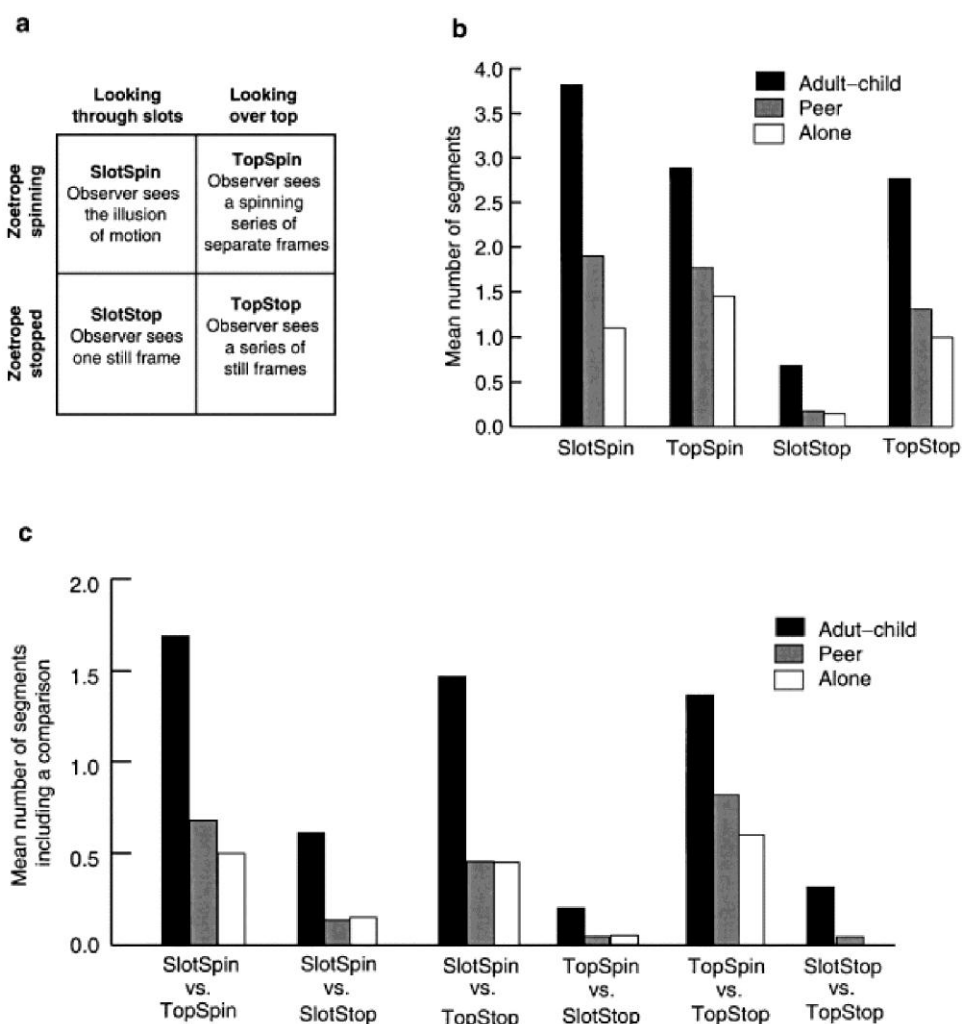 a
Looking
through slots
Looking
over top
Zoetrope
spinning
SlotSpin
Observer sees
the illusion
of motion
TopSpin
Observer sees
a spinning
series of
separate frames
Zoetrope
stopped
SlotStop
Observer sees
one still frame
TopStop
Observer sees
a series of
still frames
b
Mean number of segments
4.0
3.5
3.0
2.5
2.0
1.5
1.0
0.5
0.0
Adult–child
Peer
Alone
SlotSpin
TopSpin
SlotStop
TopStop
c
Mean number of segments
including a comparison
2.0
1.5
1.0
0.5
0.0
Adut–child
Peer
Alone
SlotSpin
vs.
TopSpin
SlotSpin
vs.
SlotStop
SlotSpin
vs.
TopStop
TopSpin
vs.
SlotStop
TopSpin
vs.
TopStop
SlotStop
vs.
TopStop